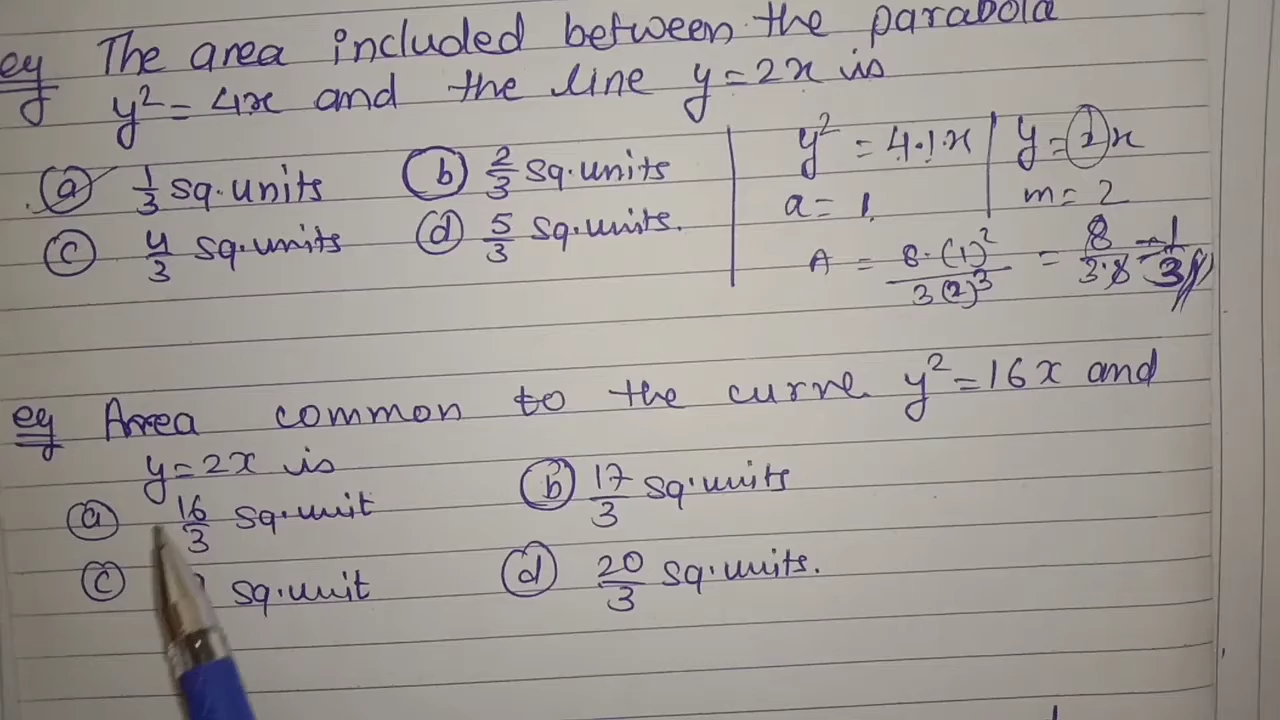 eg The area included between the parabola
y² = 4x and the line y = 2x is
(a) 1/3 sq. units (b) 2/3 sq. units
(c) 4/3 sq. units (d) 5/3 sq. units.
y² = 4·1·x | y = 2x
a = 1. m = 2
A = 8·(1)²/3(2)³ = 8/3·8 = 1/3
eg Area common to the curve y² = 16x and
y = 2x is
(a) 16/3 sq. unit (b) 17/3 sq. units
(c) sq. unit (d) 20/3 sq. units.